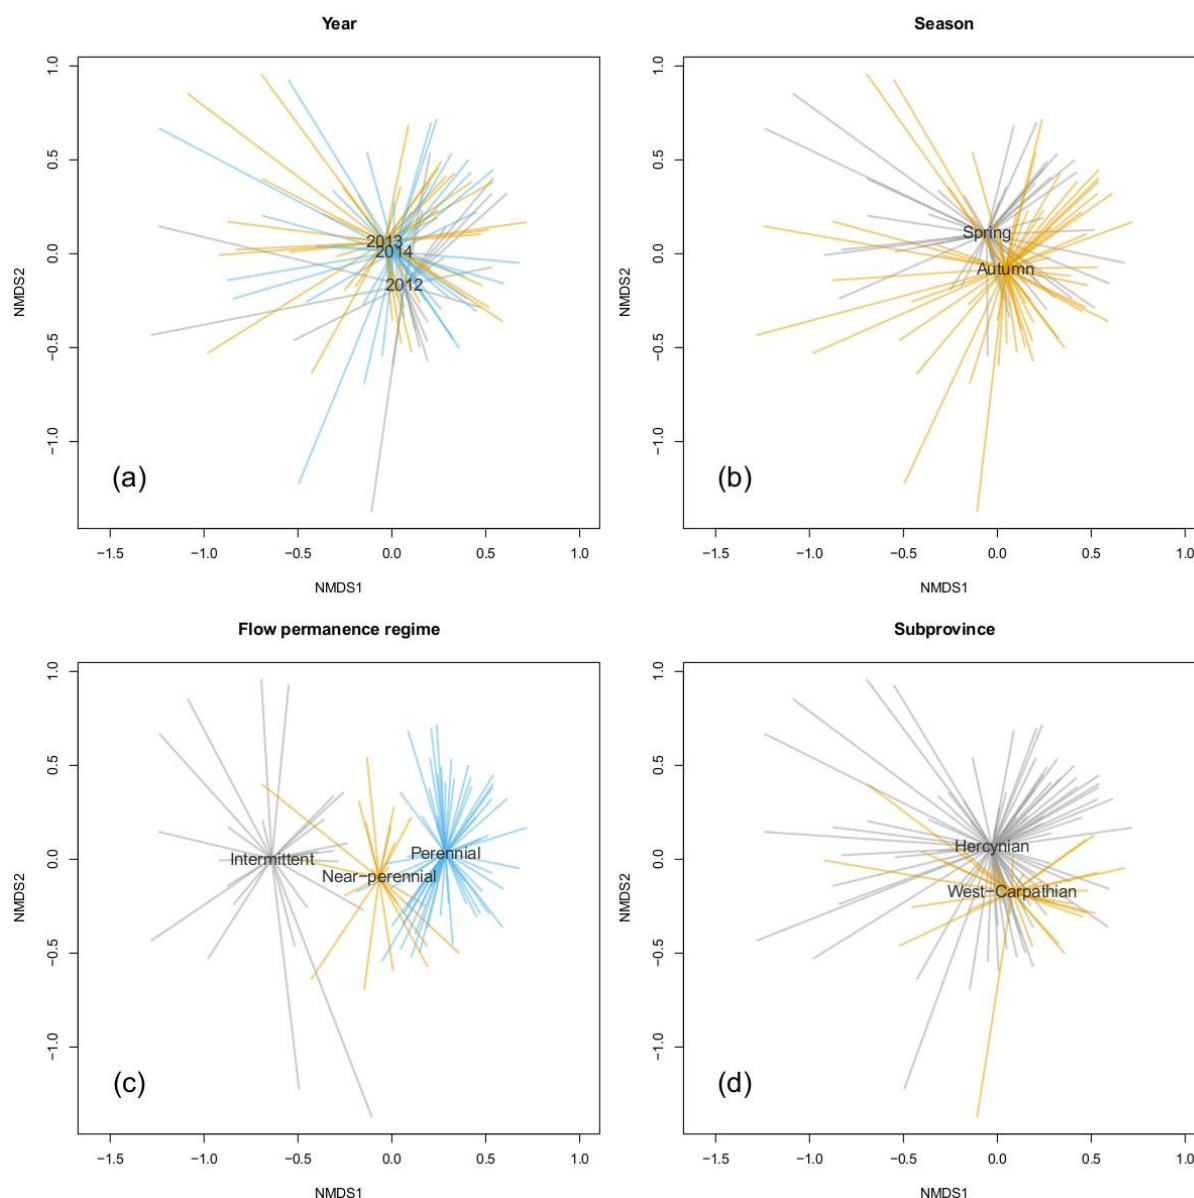 Year
Season
1.0
0.5
0.0
−0.5
−1.0
NMDS2
2013
2014
2012
(a)
−1.5
−1.0
−0.5
0.0
0.5
1.0
NMDS1
1.0
0.5
0.0
−0.5
−1.0
NMDS2
Spring
Autumn
(b)
−1.5
−1.0
−0.5
0.0
0.5
1.0
NMDS1
Flow permanence regime
Subprovince
1.0
0.5
0.0
−0.5
−1.0
NMDS2
Intermittent
Near−perennial
Perennial
(c)
−1.5
−1.0
−0.5
0.0
0.5
1.0
NMDS1
1.0
0.5
0.0
−0.5
−1.0
NMDS2
Hercynian
West−Carpathian
(d)
−1.5
−1.0
−0.5
0.0
0.5
1.0
NMDS1